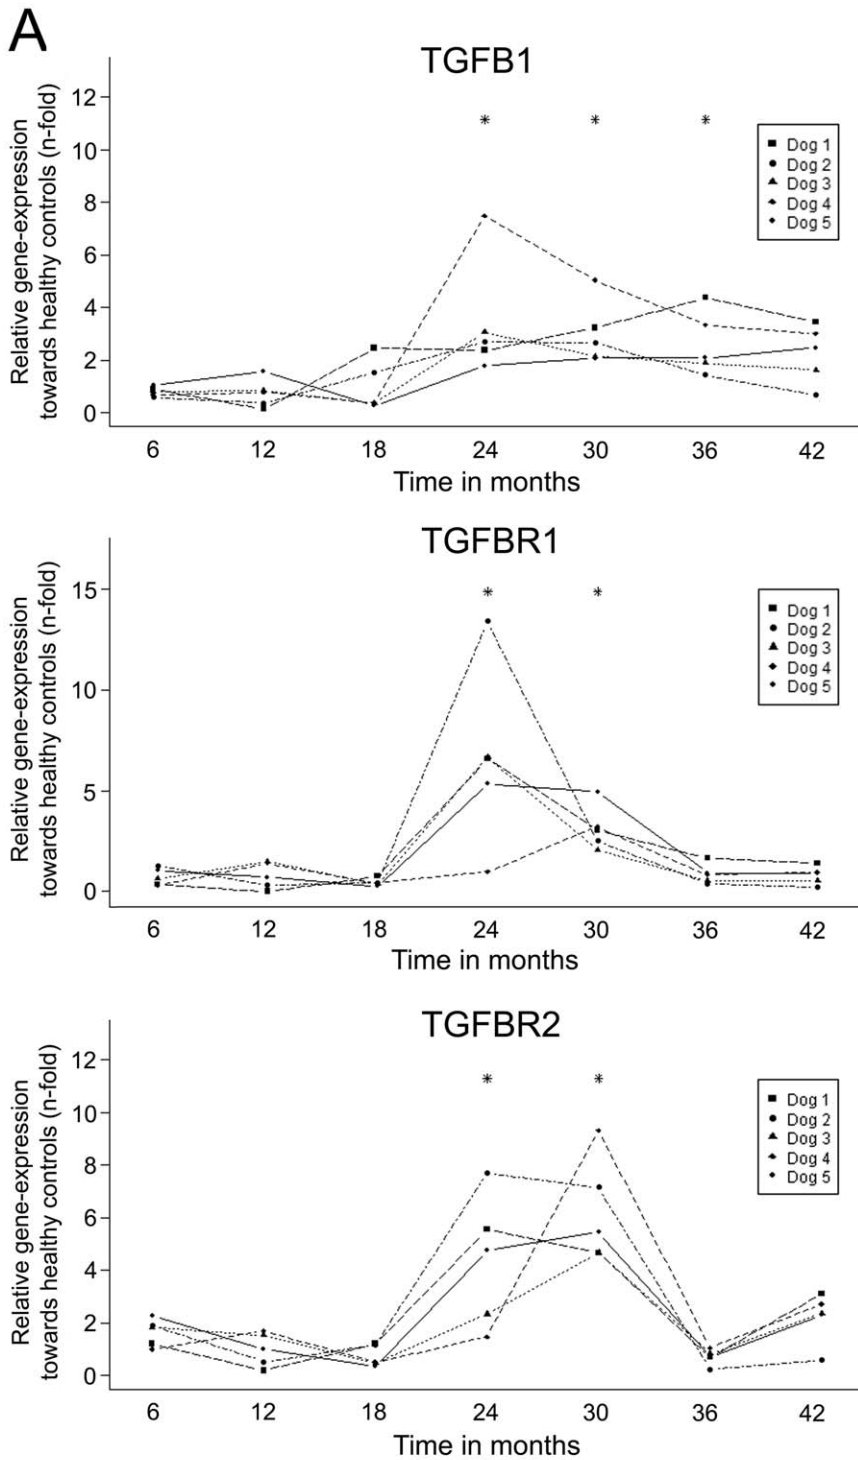 A
TGFB1
Relative gene-expression
towards healthy controls (n-fold)
12
10
8
6
4
2
0
* * *
Dog 1
Dog 2
Dog 3
Dog 4
Dog 5
6 12 18 24 30 36 42
Time in months
TGFBR1
Relative gene-expression
towards healthy controls (n-fold)
15
10
5
0
* *
Dog 1
Dog 2
Dog 3
Dog 4
Dog 5
6 12 18 24 30 36 42
Time in months
TGFBR2
Relative gene-expression
towards healthy controls (n-fold)
12
10
8
6
4
2
0
* *
Dog 1
Dog 2
Dog 3
Dog 4
Dog 5
6 12 18 24 30 36 42
Time in months